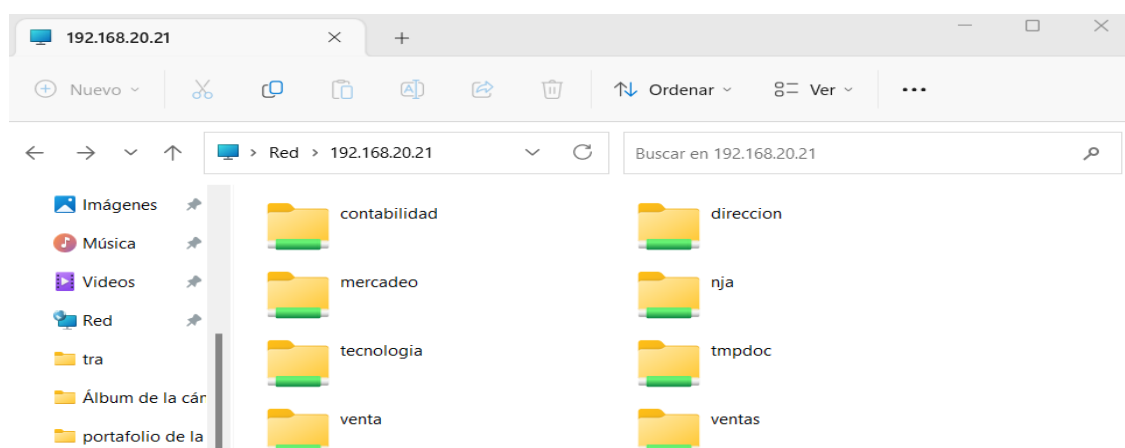 192.168.20.21
Nuevo
Ordenar
Ver
Red > 192.168.20.21
Buscar en 192.168.20.21
Imágenes
Música
Videos
Red
tra
Álbum de la cám
portafolio de la
contabilidad
direccion
mercadeo
nja
tecnologia
tmpdoc
venta
ventas